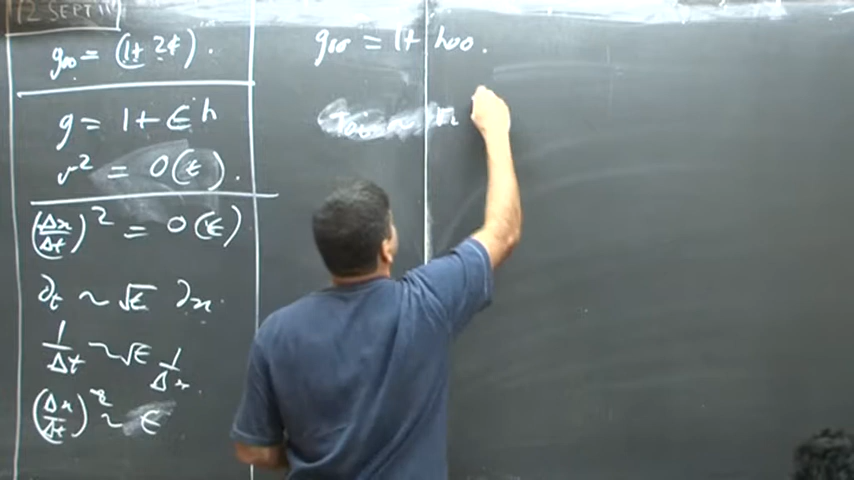 12 SEPT
g₀₀ = (1+ 2φ).
g = 1 + ϵ h
v² = O(ϵ).
(Δx/Δt)² = O(ϵ)
∂t ~ √ϵ ∂x.
1/Δt ~ √ϵ 1/Δx.
(Δx/Δt)² ~ ϵ
g₀₀ = 1+ h₀₀.